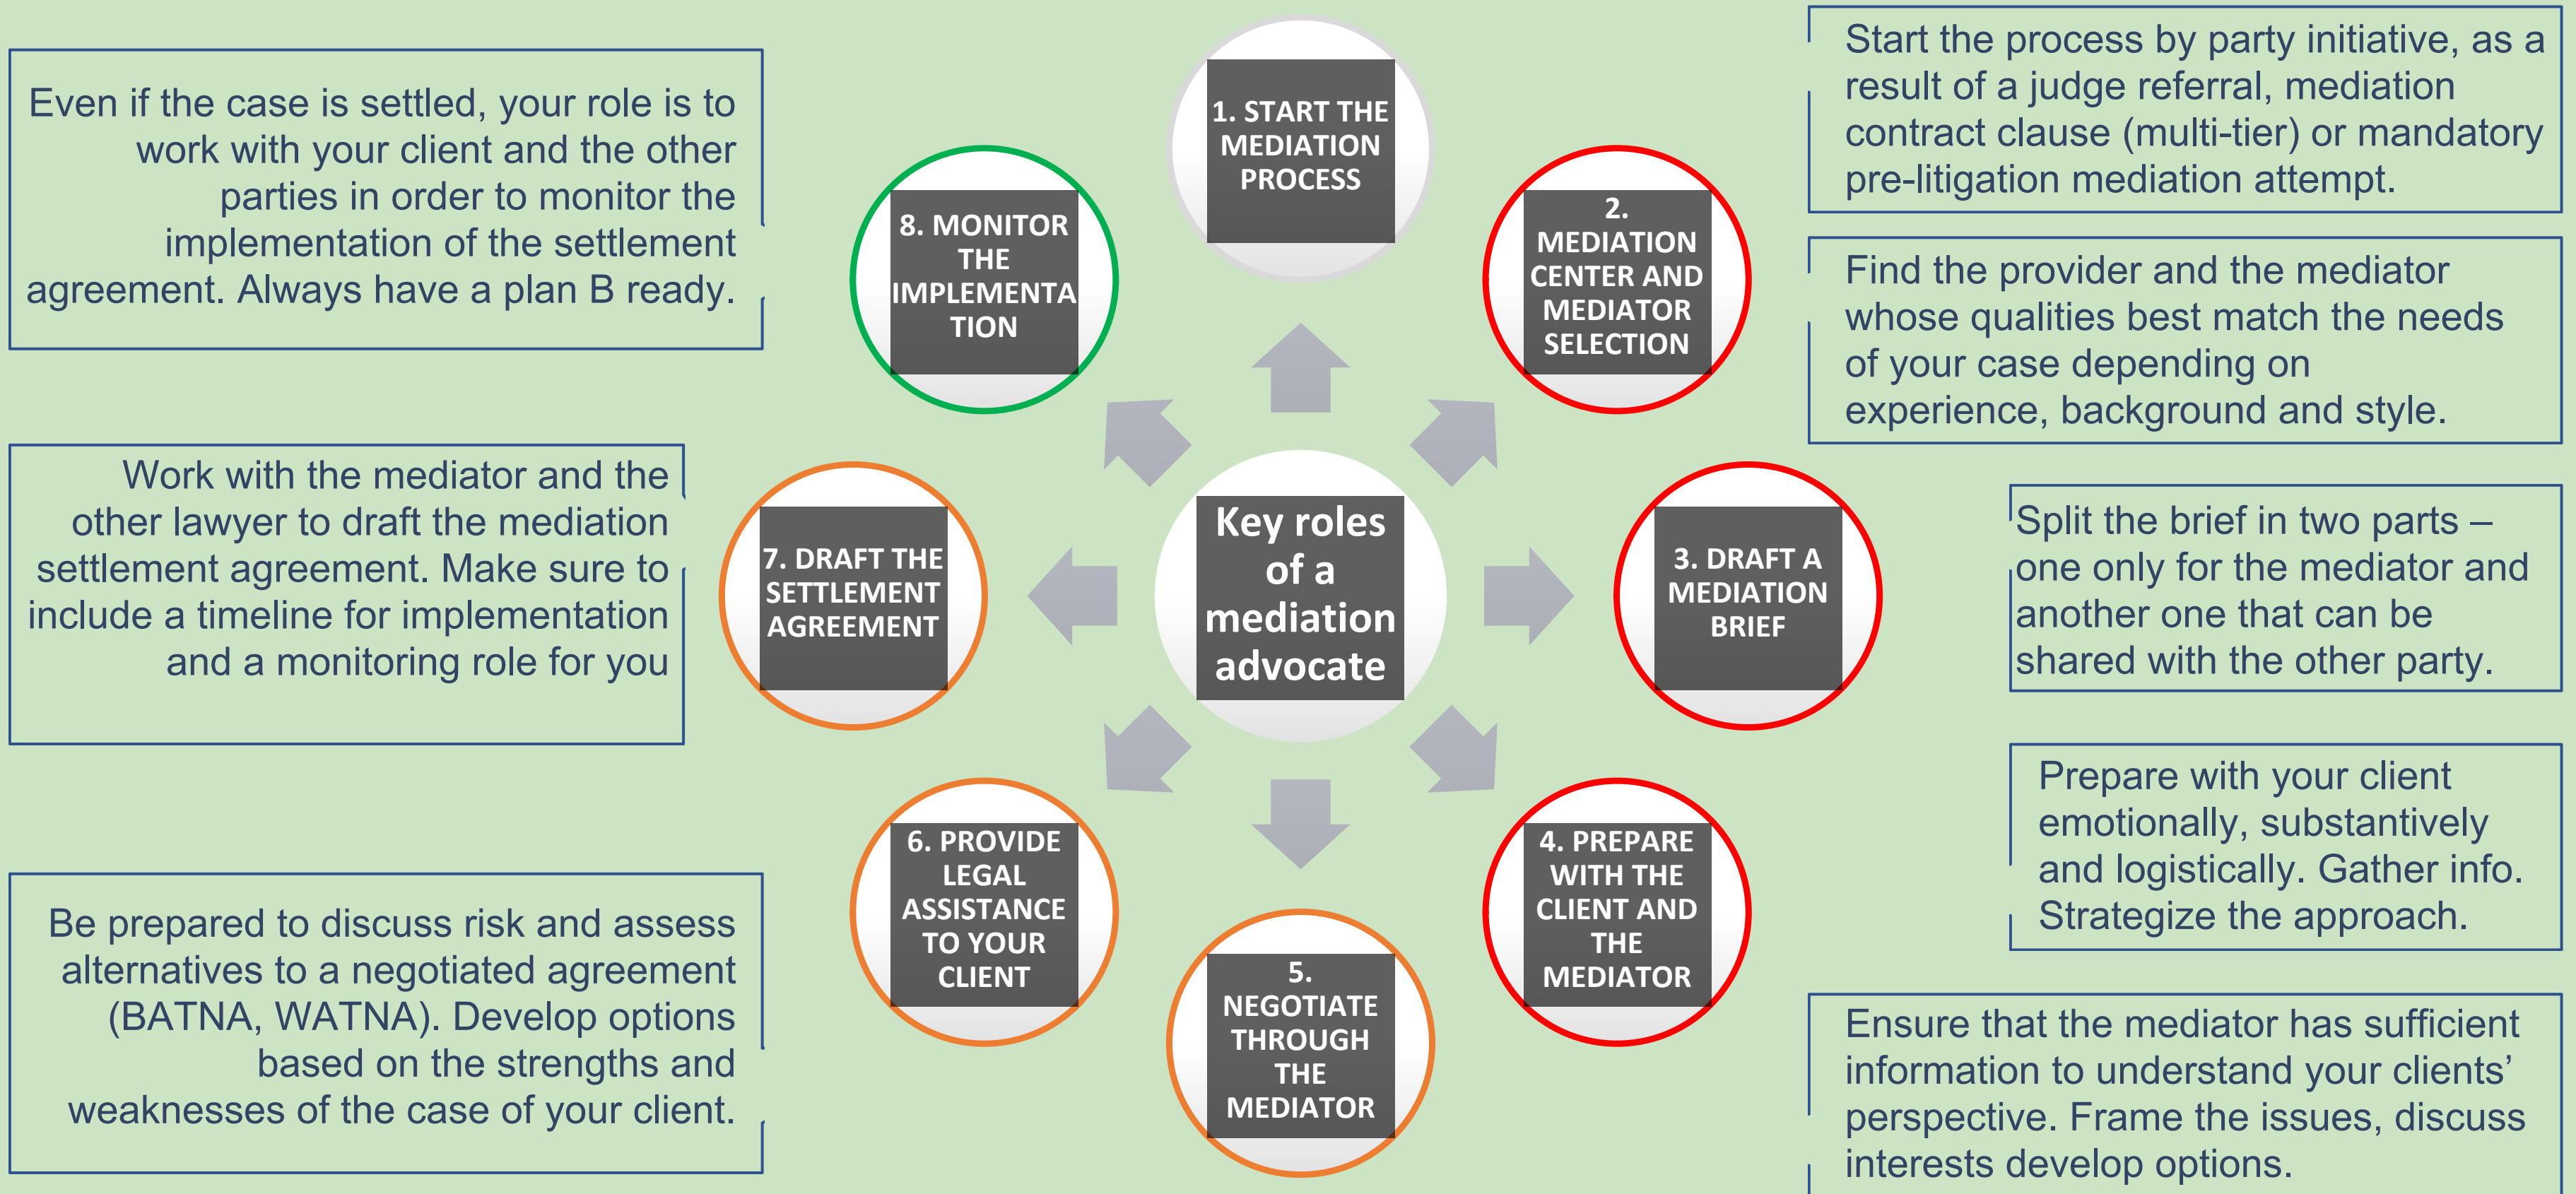 Key roles
of a
mediation
advocate
1. START THE
MEDIATION
PROCESS
Start the process by party initiative, as a
result of a judge referral, mediation
contract clause (multi-tier) or mandatory
pre-litigation mediation attempt.
2.
MEDIATION
CENTER AND
MEDIATOR
SELECTION
Find the provider and the mediator
whose qualities best match the needs
of your case depending on
experience, background and style.
3. DRAFT A
MEDIATION
BRIEF
Split the brief in two parts –
one only for the mediator and
another one that can be
shared with the other party.
4. PREPARE
WITH THE
CLIENT AND
THE
MEDIATOR
Prepare with your client
emotionally, substantively
and logistically. Gather info.
Strategize the approach.
5.
NEGOTIATE
THROUGH
THE
MEDIATOR
Ensure that the mediator has sufficient
information to understand your clients’
perspective. Frame the issues, discuss
interests develop options.
6. PROVIDE
LEGAL
ASSISTANCE
TO YOUR
CLIENT
Be prepared to discuss risk and assess
alternatives to a negotiated agreement
(BATNA, WATNA). Develop options
based on the strengths and
weaknesses of the case of your client.
7. DRAFT THE
SETTLEMENT
AGREEMENT
Work with the mediator and the
other lawyer to draft the mediation
settlement agreement. Make sure to
include a timeline for implementation
and a monitoring role for you
8. MONITOR
THE
IMPLEMENTA
TION
Even if the case is settled, your role is to
work with your client and the other
parties in order to monitor the
implementation of the settlement
agreement. Always have a plan B ready.